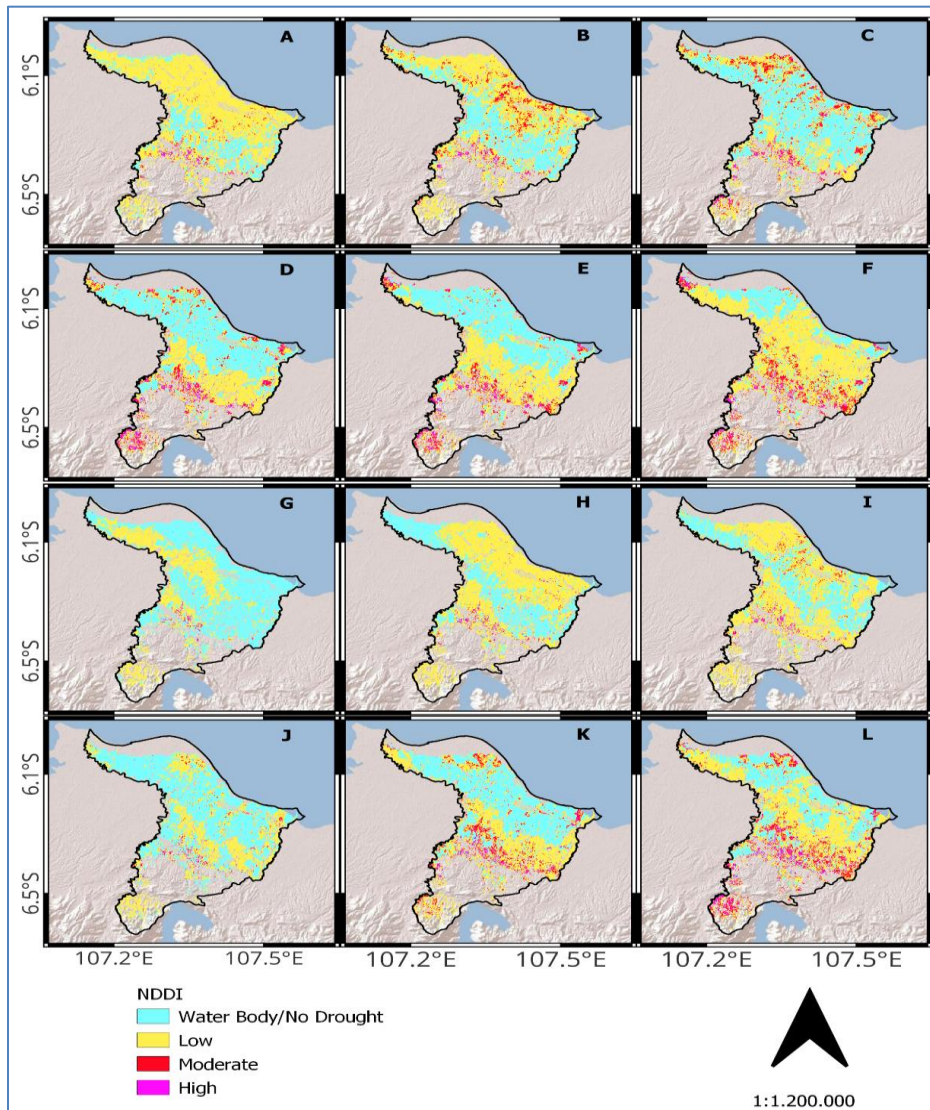 A
B
C
6.1°S
6.5°S
D
E
F
6.1°S
6.5°S
G
H
I
6.1°S
6.5°S
J
K
L
6.1°S
6.5°S
107.2°E 107.5°E 107.2°E 107.5°E 107.2°E 107.5°E
NDDI
Water Body/No Drought
Low
Moderate
High
1:1.200.000